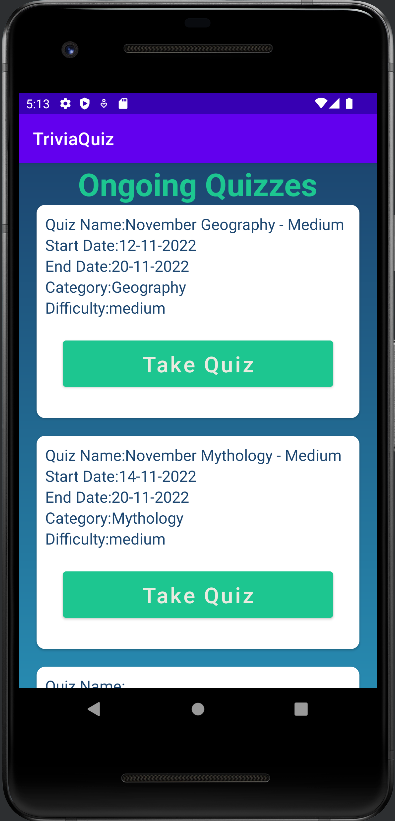 5:13
TriviaQuiz
Ongoing Quizzes
Quiz Name:November Geography - Medium
Start Date:12-11-2022
End Date:20-11-2022
Category:Geography
Difficulty:medium
Take Quiz
Quiz Name:November Mythology - Medium
Start Date:14-11-2022
End Date:20-11-2022
Category:Mythology
Difficulty:medium
Take Quiz
Quiz Name: